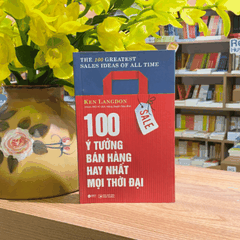 THE 100 GREATEST
SALES IDEAS OF ALL TIME
KEN LANGDON
SALE
100
Ý TƯỞNG
BÁN HÀNG
HAY NHẤT
MỌI THỜI ĐẠI